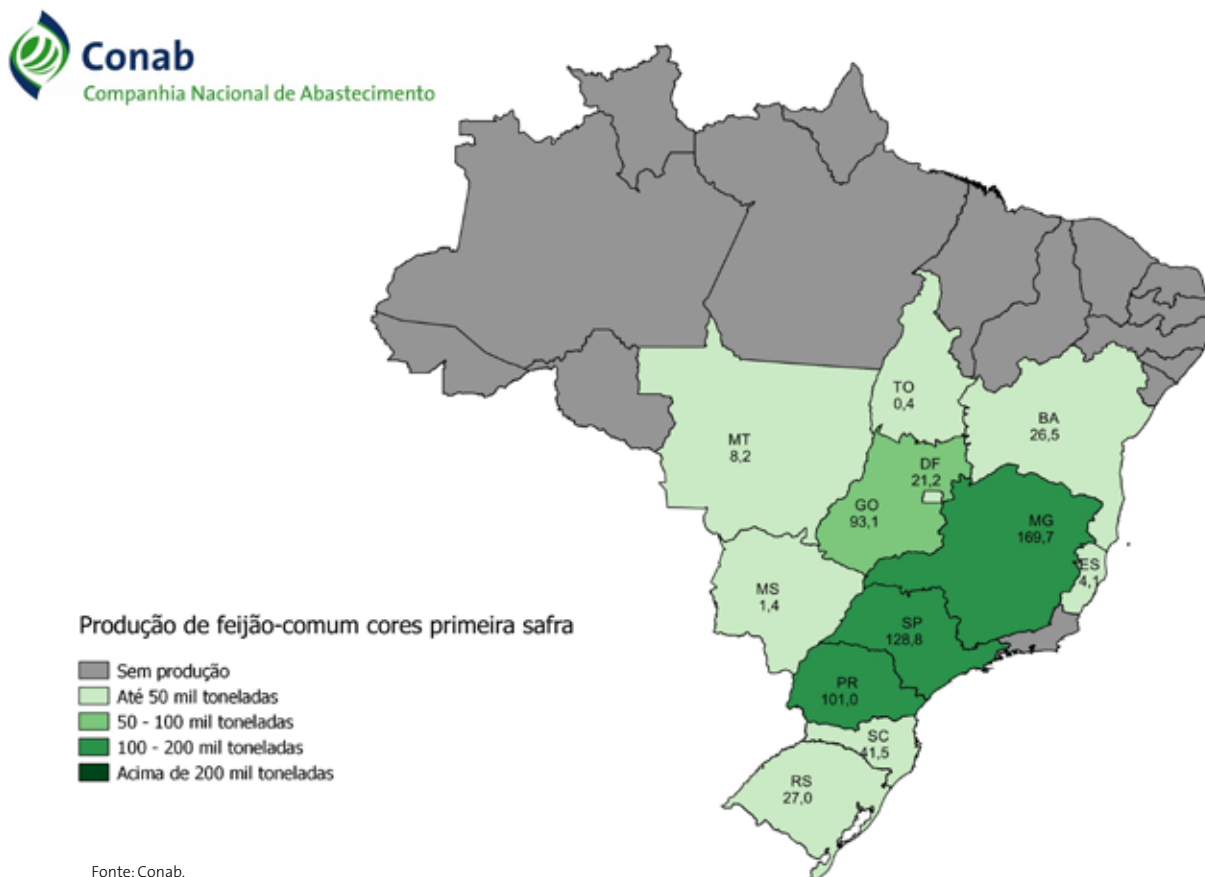 Conab
Companhia Nacional de Abastecimento
TO
0,4
BA
26,5
MT
8,2
DF
21,2
GO
93,1
MG
169,7
ES
4,1
MS
1,4
SP
128,8
PR
101,0
SC
41,5
RS
27,0
Produção de feijão-comum cores primeira safra
Sem produção
Até 50 mil toneladas
50 - 100 mil toneladas
100 - 200 mil toneladas
Acima de 200 mil toneladas
Fonte: Conab.